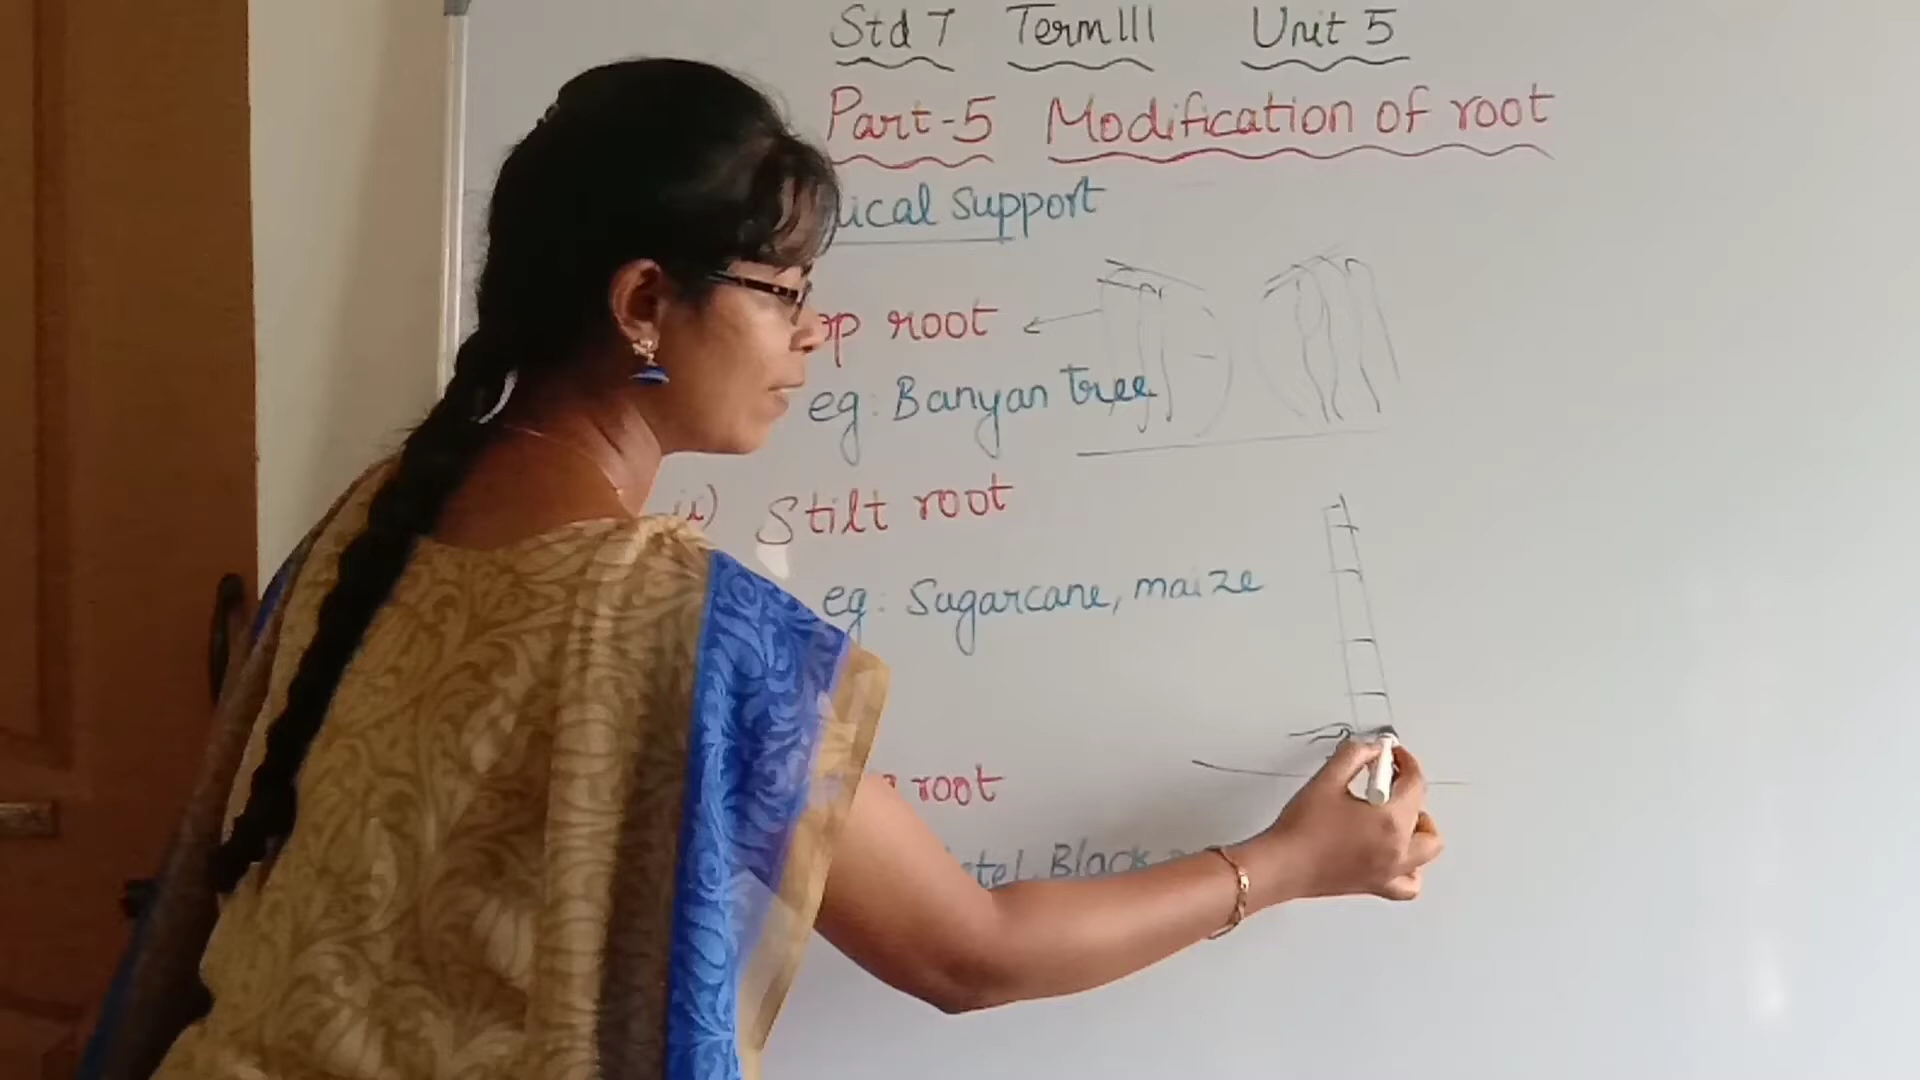 Std 7 Term III Unit 5
Part-5 Modification of root
support
root
eg: Banyan tree
ii) Stilt root
eg: Sugarcane, maize
root
Black